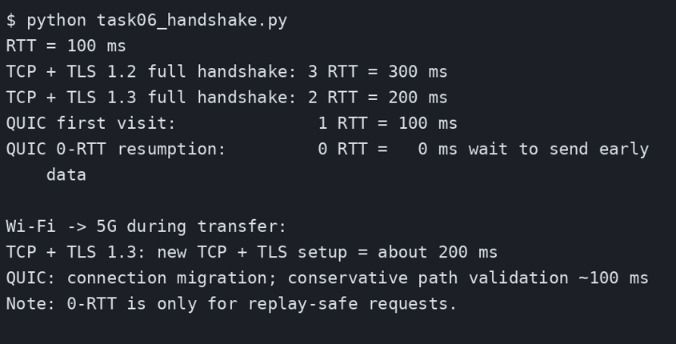 $ python task06_handshake.py
RTT = 100 ms
TCP + TLS 1.2 full handshake: 3 RTT = 300 ms
TCP + TLS 1.3 full handshake: 2 RTT = 200 ms
QUIC first visit:              1 RTT = 100 ms
QUIC 0-RTT resumption:         0 RTT =   0 ms wait to send early
    data

Wi-Fi -> 5G during transfer:
TCP + TLS 1.3: new TCP + TLS setup = about 200 ms
QUIC: connection migration; conservative path validation ~100 ms
Note: 0-RTT is only for replay-safe requests.